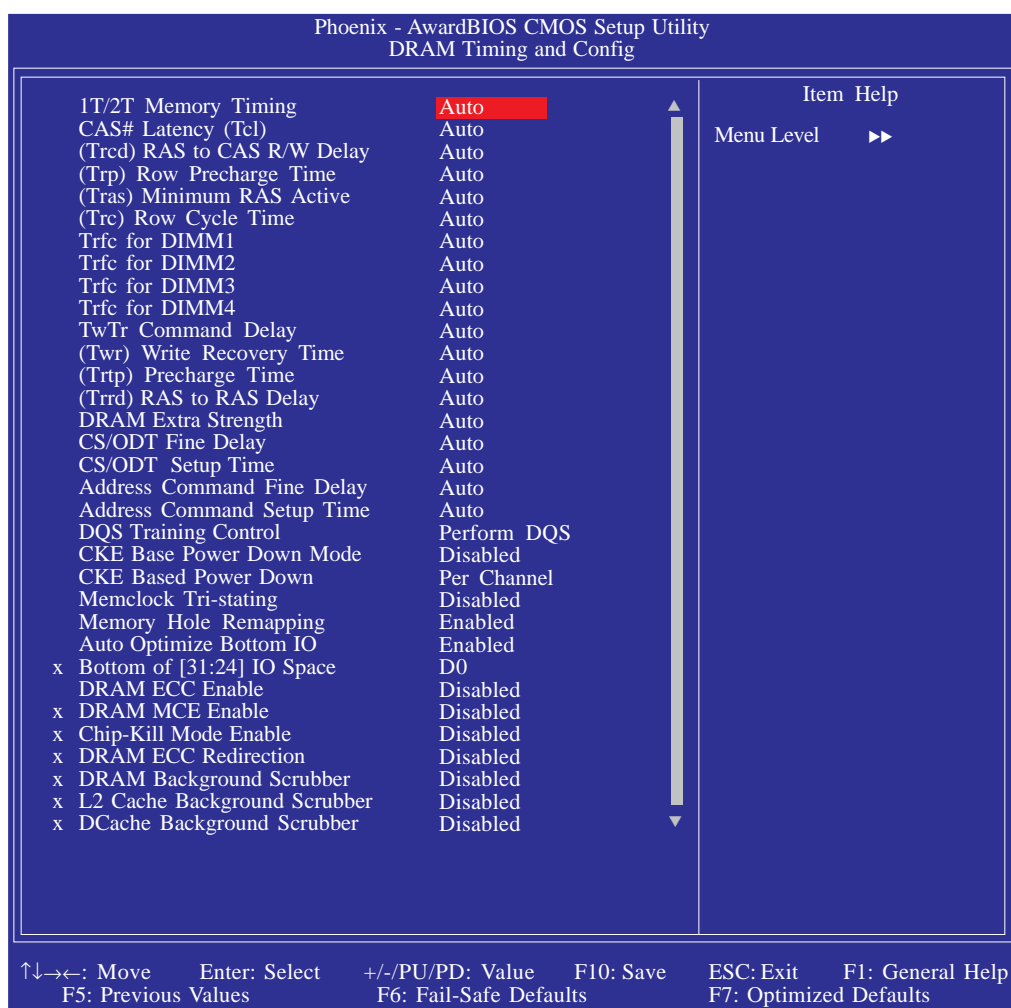 Phoenix - AwardBIOS CMOS Setup Utility
DRAM Timing and Config
1T/2T Memory Timing Auto
CAS# Latency (Tcl) Auto
(Trcd) RAS to CAS R/W Delay Auto
(Trp) Row Precharge Time Auto
(Tras) Minimum RAS Active Auto
(Trc) Row Cycle Time Auto
Trfc for DIMM1 Auto
Trfc for DIMM2 Auto
Trfc for DIMM3 Auto
Trfc for DIMM4 Auto
TwTr Command Delay Auto
(Twr) Write Recovery Time Auto
(Trtp) Precharge Time Auto
(Trrd) RAS to RAS Delay Auto
DRAM Extra Strength Auto
CS/ODT Fine Delay Auto
CS/ODT Setup Time Auto
Address Command Fine Delay Auto
Address Command Setup Time Auto
DQS Training Control Perform DQS
CKE Base Power Down Mode Disabled
CKE Based Power Down Per Channel
Memclock Tri-stating Disabled
Memory Hole Remapping Enabled
Auto Optimize Bottom IO Enabled
x Bottom of [31:24] IO Space D0
DRAM ECC Enable Disabled
x DRAM MCE Enable Disabled
x Chip-Kill Mode Enable Disabled
x DRAM ECC Redirection Disabled
x DRAM Background Scrubber Disabled
x L2 Cache Background Scrubber Disabled
x DCache Background Scrubber Disabled
Item Help
Menu Level ▶▶
↑↓→←: Move Enter: Select +/-/PU/PD: Value F10: Save ESC: Exit F1: General Help
F5: Previous Values F6: Fail-Safe Defaults F7: Optimized Defaults